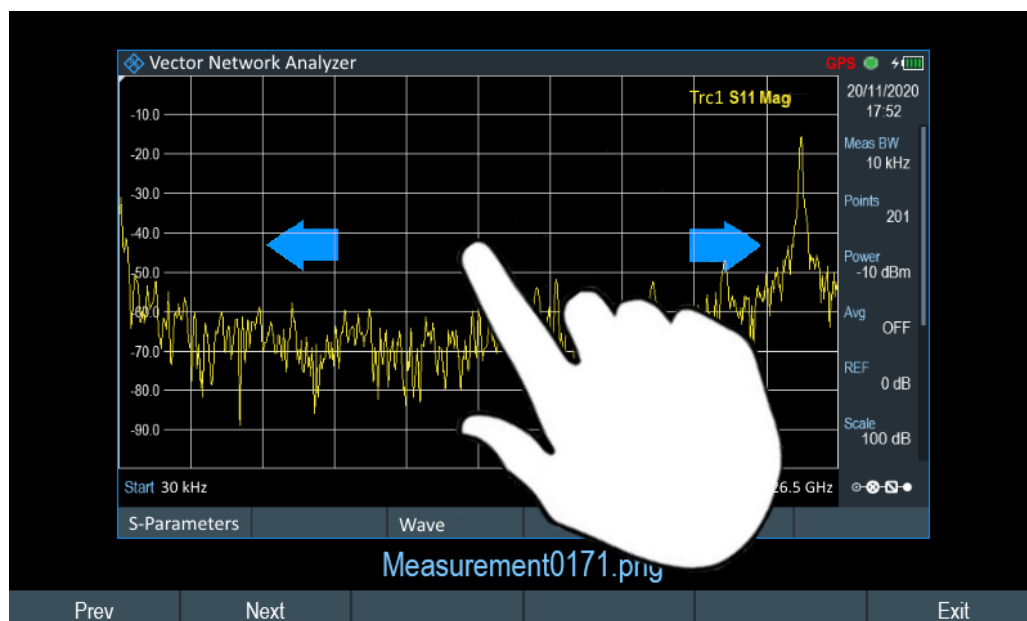 Vector Network Analyzer GPS
Trc1 S11 Mag
20/11/2020
17:52
-10.0
-20.0
-30.0
-40.0
-50.0
-60.0
-70.0
-80.0
-90.0
Meas BW
10 kHz
Points
201
Power
-10 dBm
Avg
OFF
REF
0 dB
Scale
100 dB
Start 30 kHz 26.5 GHz
S-Parameters Wave
Measurement0171.png
Prev Next Exit